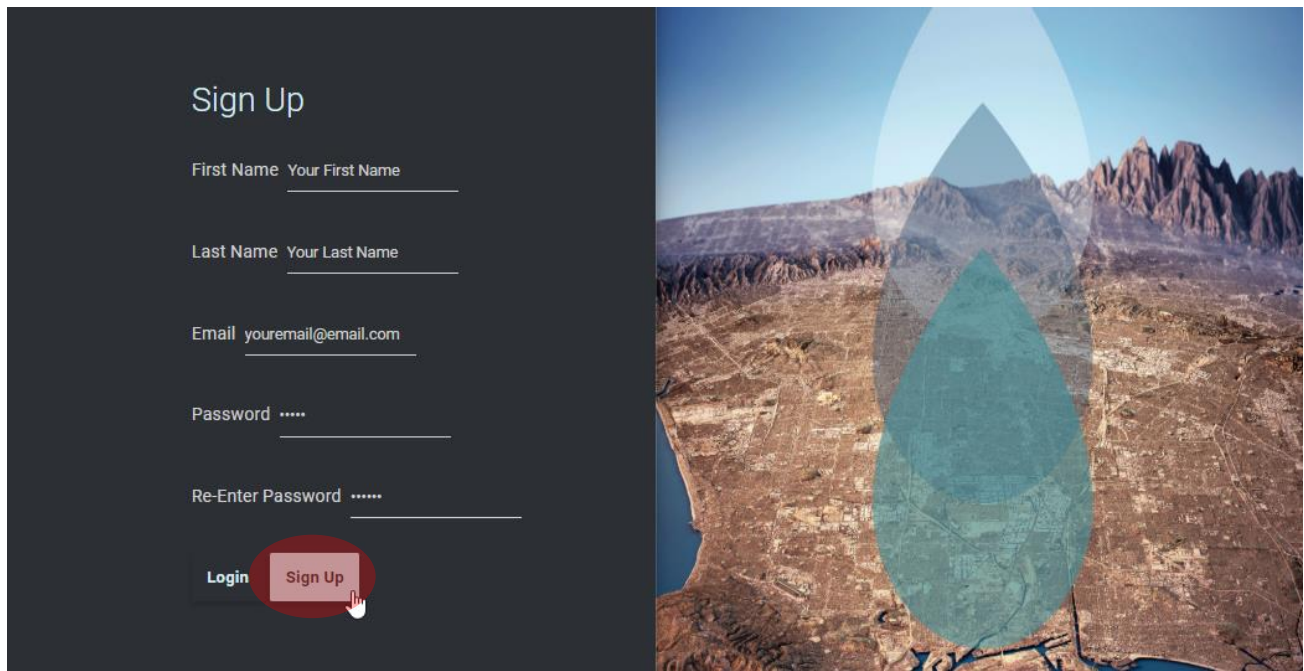 Sign Up
First Name Your First Name
Last Name Your Last Name
Email youremail@email.com
Password •••••
Re-Enter Password ••••••
Login Sign Up